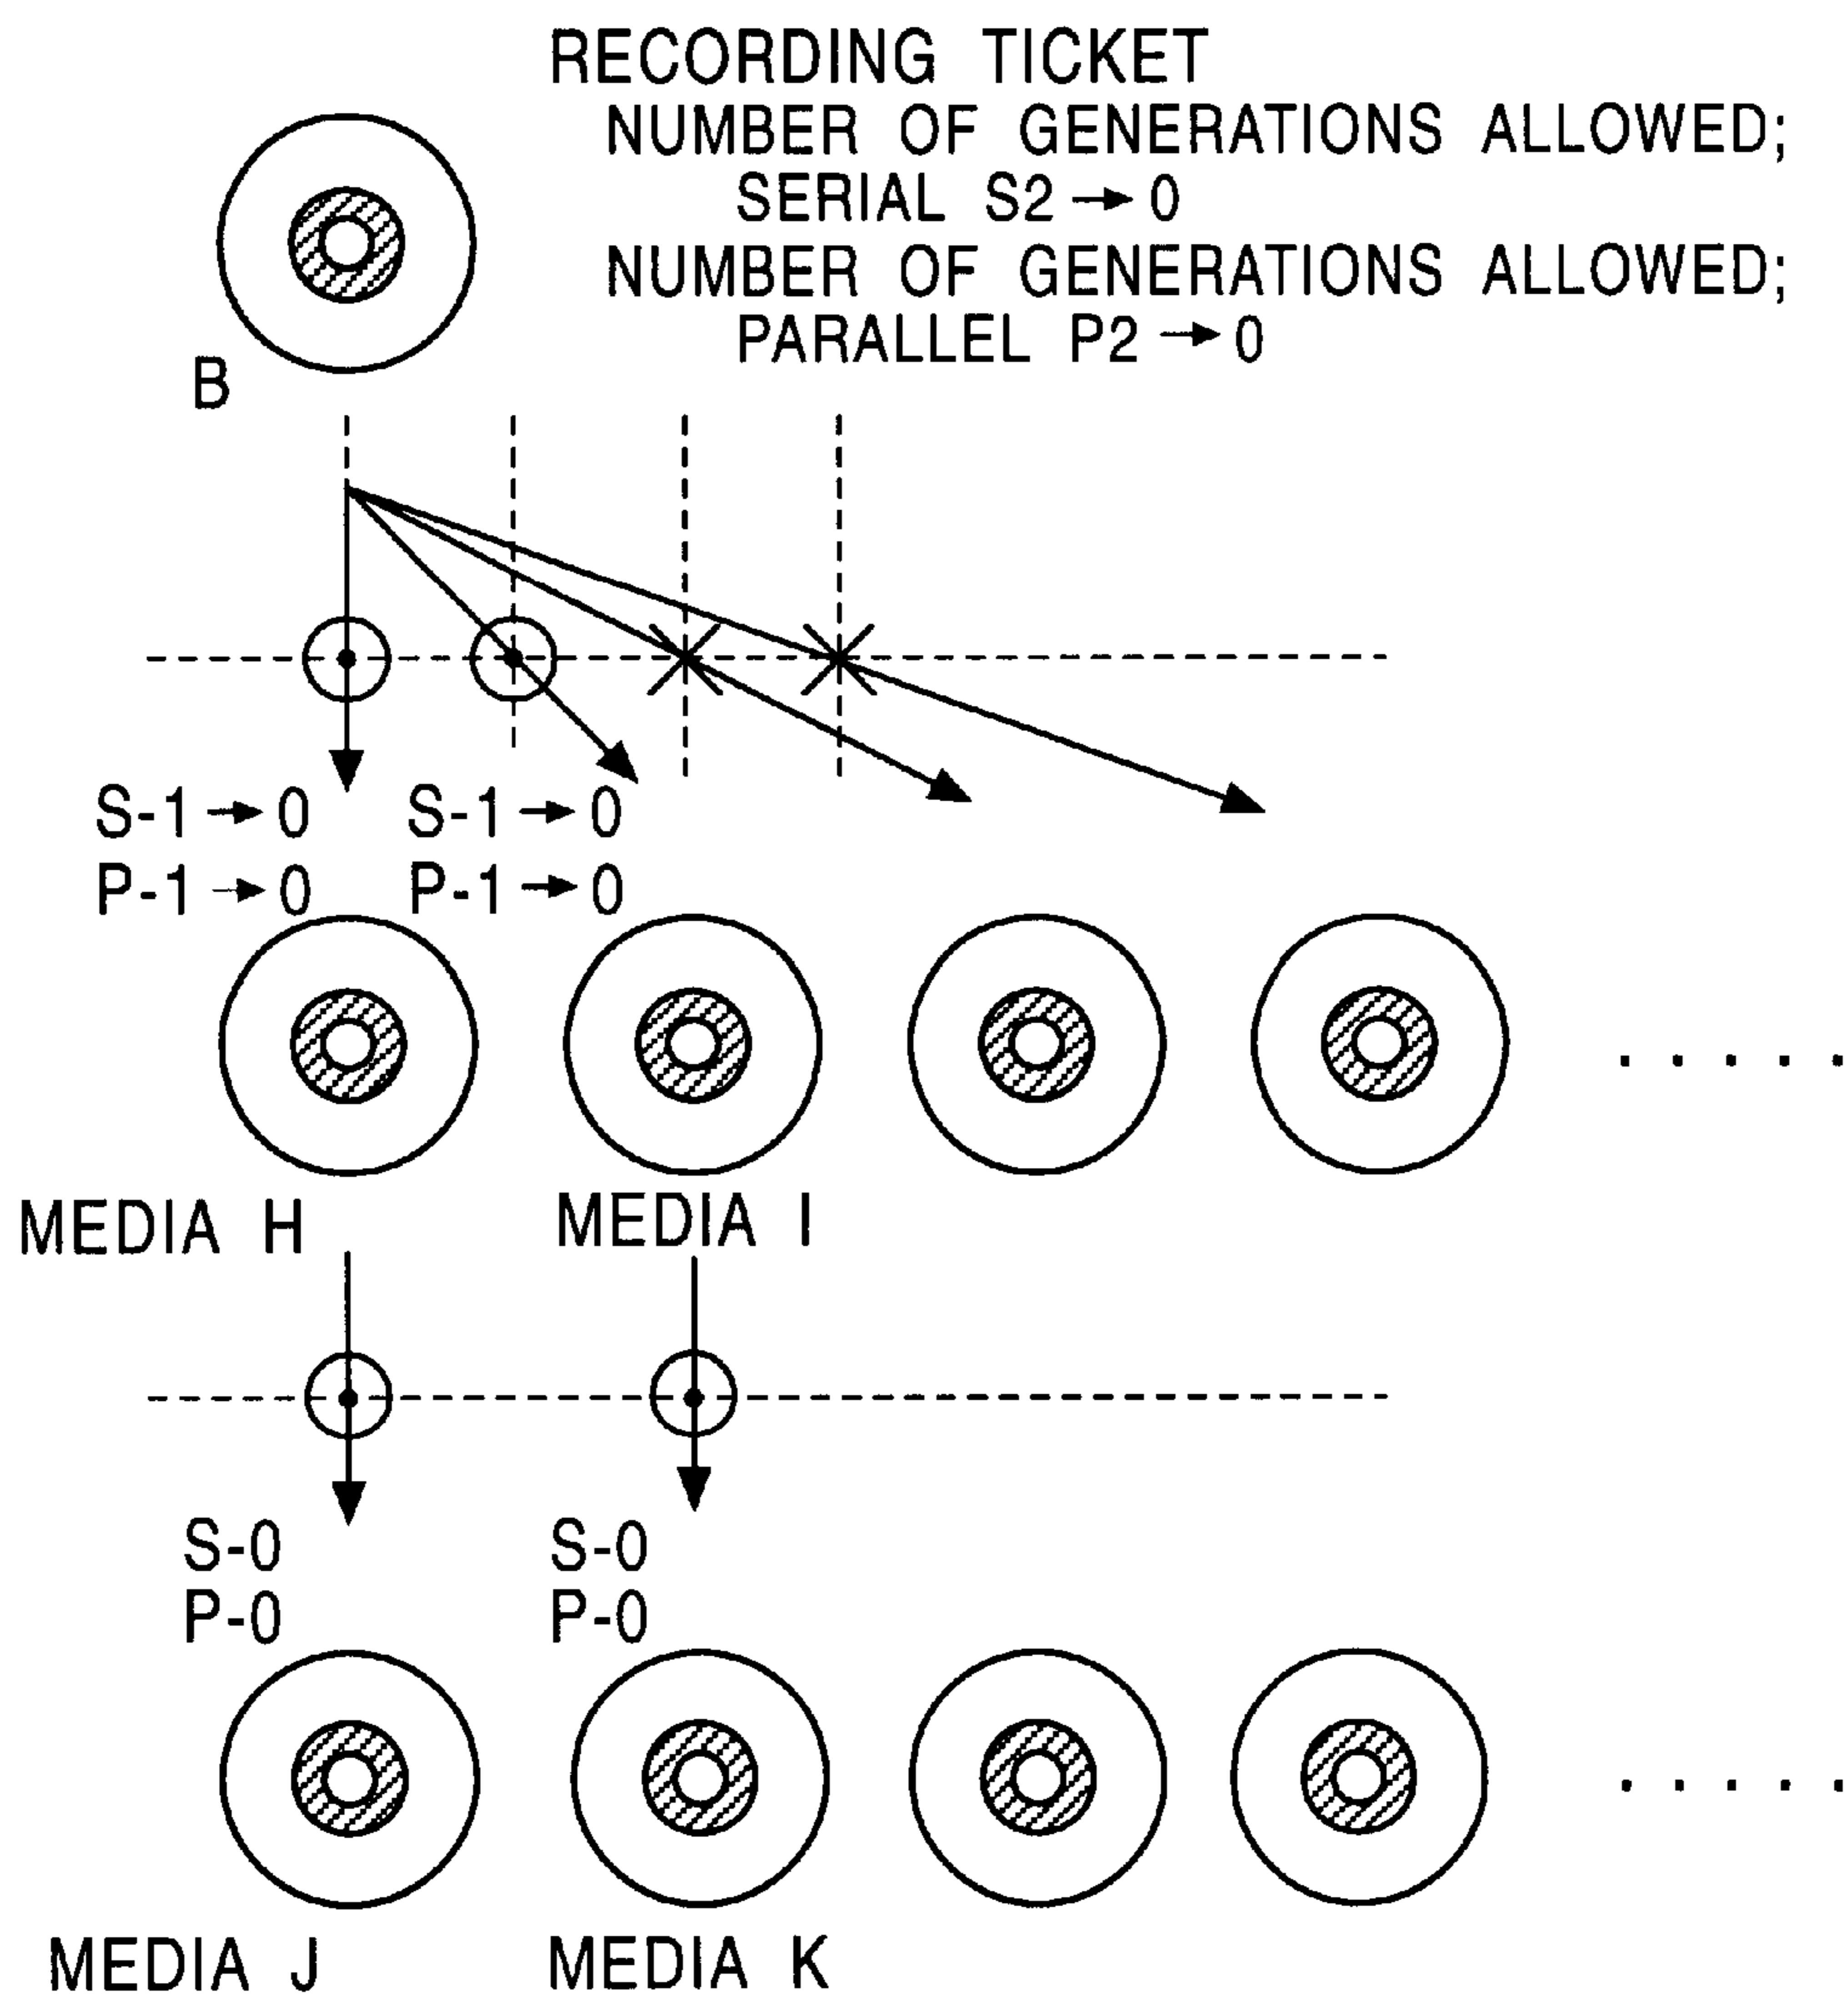 RECORDING TICKET
NUMBER OF GENERATIONS ALLOWED;
SERIAL S2 → 0
NUMBER OF GENERATIONS ALLOWED;
PARALLEL P2 → 0
B
S-1 → 0 S-1 → 0
P-1 → 0 P-1 → 0
.....
MEDIA H MEDIA I
S-0 S-0
P-0 P-0
.....
MEDIA J MEDIA K